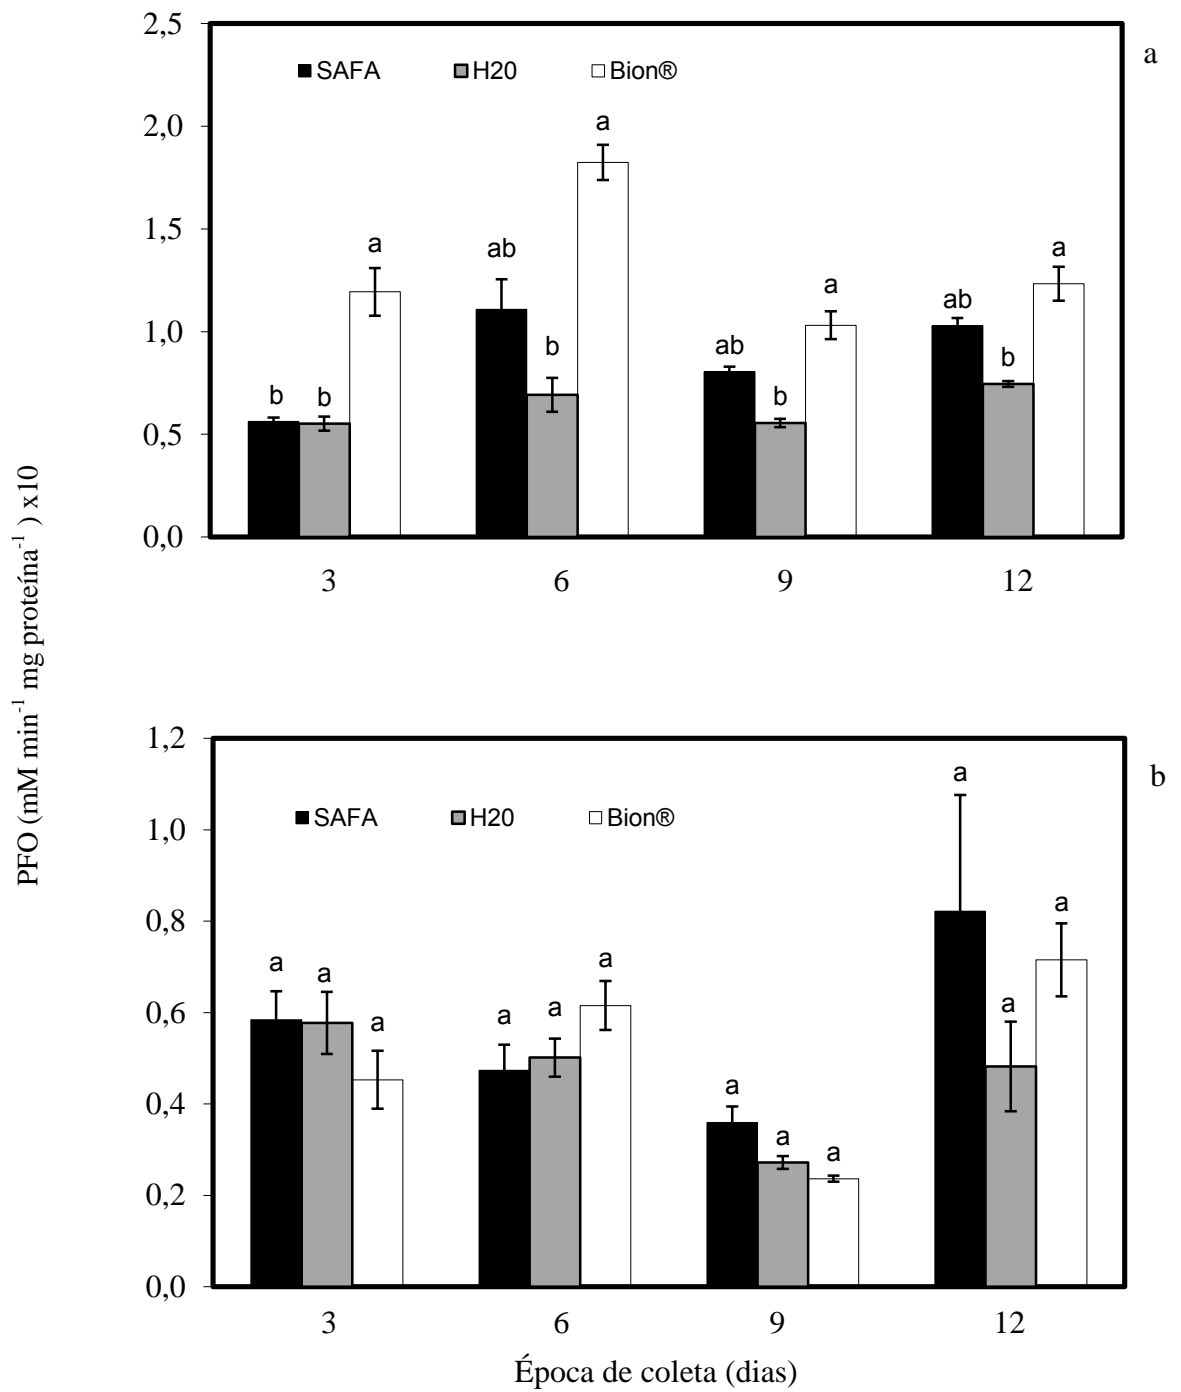 2,5
a
SAFA H20 Bion®
2,0
a
1,5
a ab
a a
1,0
ab ab
b b b b b
0,5
0,0
3 6 9 12
PFO (mM min-1 mg proteína-1 ) x10
1,2
a
b
SAFA H20 Bion®
1,0
0,8
a
a a a
0,6
a a a a
0,4
a a a
0,2
0,0
3 6 9 12
Época de coleta (dias)